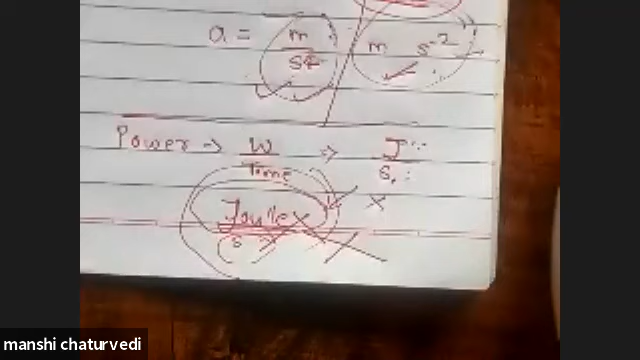 a = m/s² m s⁻²
Power → W/Time → J/s
Joule
manshi chaturvedi